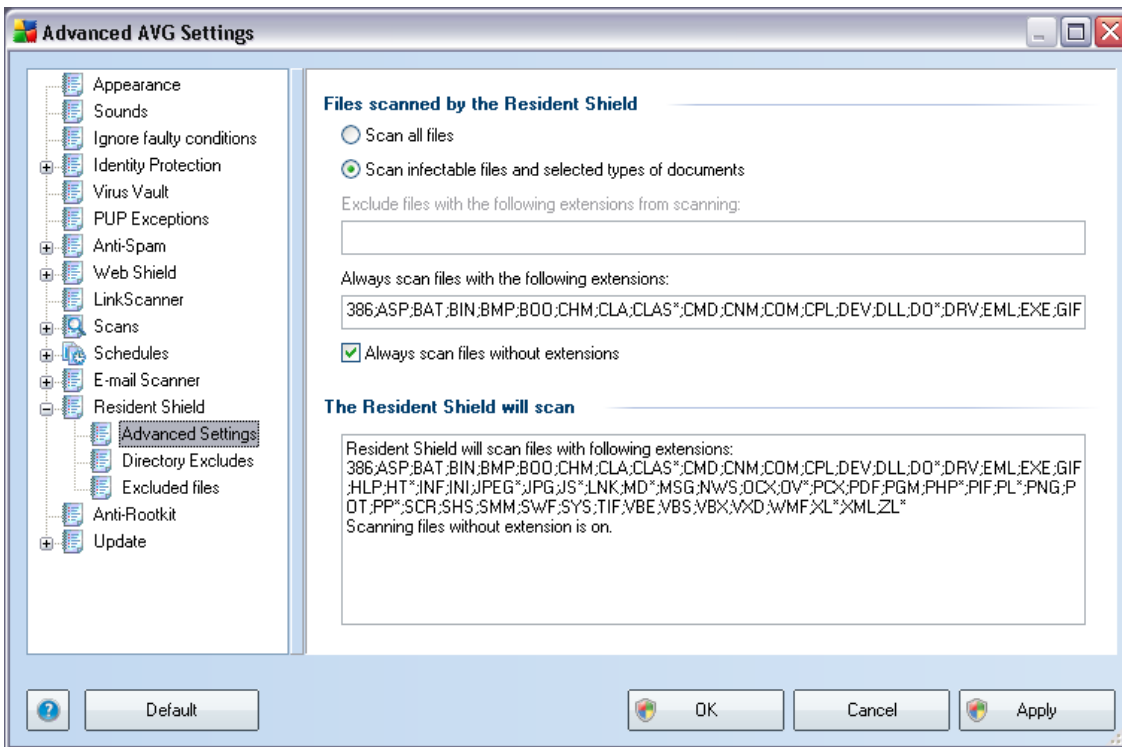 Advanced AVG Settings
Appearance
Sounds
Ignore faulty conditions
Identity Protection
Virus Vault
PUP Exceptions
Anti-Spam
Web Shield
LinkScanner
Scans
Schedules
E-mail Scanner
Resident Shield
Advanced Settings
Directory Excludes
Excluded files
Anti-Rootkit
Update
Files scanned by the Resident Shield
Scan all files
Scan infectable files and selected types of documents
Exclude files with the following extensions from scanning:
Always scan files with the following extensions:
386;ASP;BAT;BIN;BMP;BOO;CHM;CLA;CLAS*;CMD;CNM;COM;CPL;DEV;DLL;DO*;DRV;EML;EXE;GIF
Always scan files without extensions
The Resident Shield will scan
Resident Shield will scan files with following extensions:
386;ASP;BAT;BIN;BMP;BOO;CHM;CLA;CLAS*;CMD;CNM;COM;CPL;DEV;DLL;DO*;DRV;EML;EXE;GIF
;HLP;HT*;INF;INI;JPEG*;JPG;JS*;LNK;MD*;MSG;NWS;OCX;OV*;PCX;PDF;PGM;PHP*;PIF;PL*;PNG;P
OT;PP*;SCR;SHS;SMM;SWF;SYS;TIF;VBE;VBS;VBX;VXD;WMF;XL*;XML;ZL*
Scanning files without extension is on.
?
Default
OK
Cancel
Apply